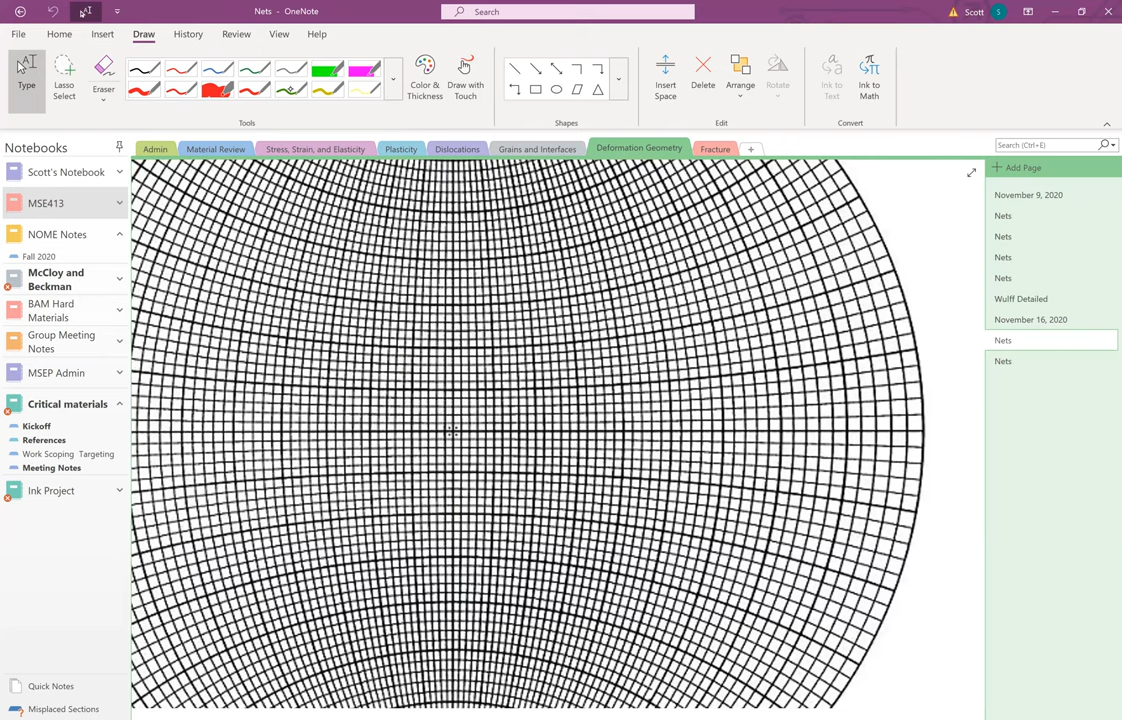 Nets - OneNote
Search
Scott
S
File
Home
Insert
Draw
History
Review
View
Help
Type
Lasso
Select
Eraser
Color &
Thickness
Draw with
Touch
Insert
Space
Delete
Arrange
Rotate
Ink to
Text
Ink to
Math
Tools
Shapes
Edit
Convert
Notebooks
Admin
Material Review
Stress, Strain, and Elasticity
Plasticity
Dislocations
Grains and Interfaces
Deformation Geometry
Fracture
Search (Ctrl+E)
Scott's Notebook
MSE413
NOME Notes
Fall 2020
McCloy and
Beckman
BAM Hard
Materials
Group Meeting
Notes
MSEP Admin
Critical materials
Kickoff
References
Work Scoping Targeting
Meeting Notes
Ink Project
Quick Notes
Misplaced Sections
Add Page
November 9, 2020
Nets
Nets
Nets
Nets
Wulff Detailed
November 16, 2020
Nets
Nets